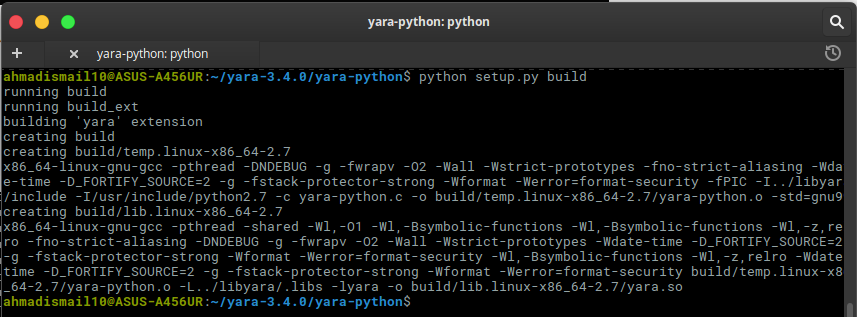 yara-python: python
yara-python: python
ahmadismail10@ASUS-A456UR:~/yara-3.4.0/yara-python$ python setup.py build
running build
running build_ext
building 'yara' extension
creating build
creating build/temp.linux-x86_64-2.7
x86_64-linux-gnu-gcc -pthread -DNDEBUG -g -fwrapv -O2 -Wall -Wstrict-prototypes -fno-strict-aliasing -Wda
e-time -D_FORTIFY_SOURCE=2 -g -fstack-protector-strong -Wformat -Werror=format-security -fPIC -I../libyar
/include -I/usr/include/python2.7 -c yara-python.c -o build/temp.linux-x86_64-2.7/yara-python.o -std=gnu9
creating build/lib.linux-x86_64-2.7
x86_64-linux-gnu-gcc -pthread -shared -Wl,-O1 -Wl,-Bsymbolic-functions -Wl,-Bsymbolic-functions -Wl,-z,re
ro -fno-strict-aliasing -DNDEBUG -g -fwrapv -O2 -Wall -Wstrict-prototypes -Wdate-time -D_FORTIFY_SOURCE=2
-g -fstack-protector-strong -Wformat -Werror=format-security -Wl,-Bsymbolic-functions -Wl,-z,relro -Wdate
time -D_FORTIFY_SOURCE=2 -g -fstack-protector-strong -Wformat -Werror=format-security build/temp.linux-x8
_64-2.7/yara-python.o -L../libyara/.libs -lyara -o build/lib.linux-x86_64-2.7/yara.so
ahmadismail10@ASUS-A456UR:~/yara-3.4.0/yara-python$